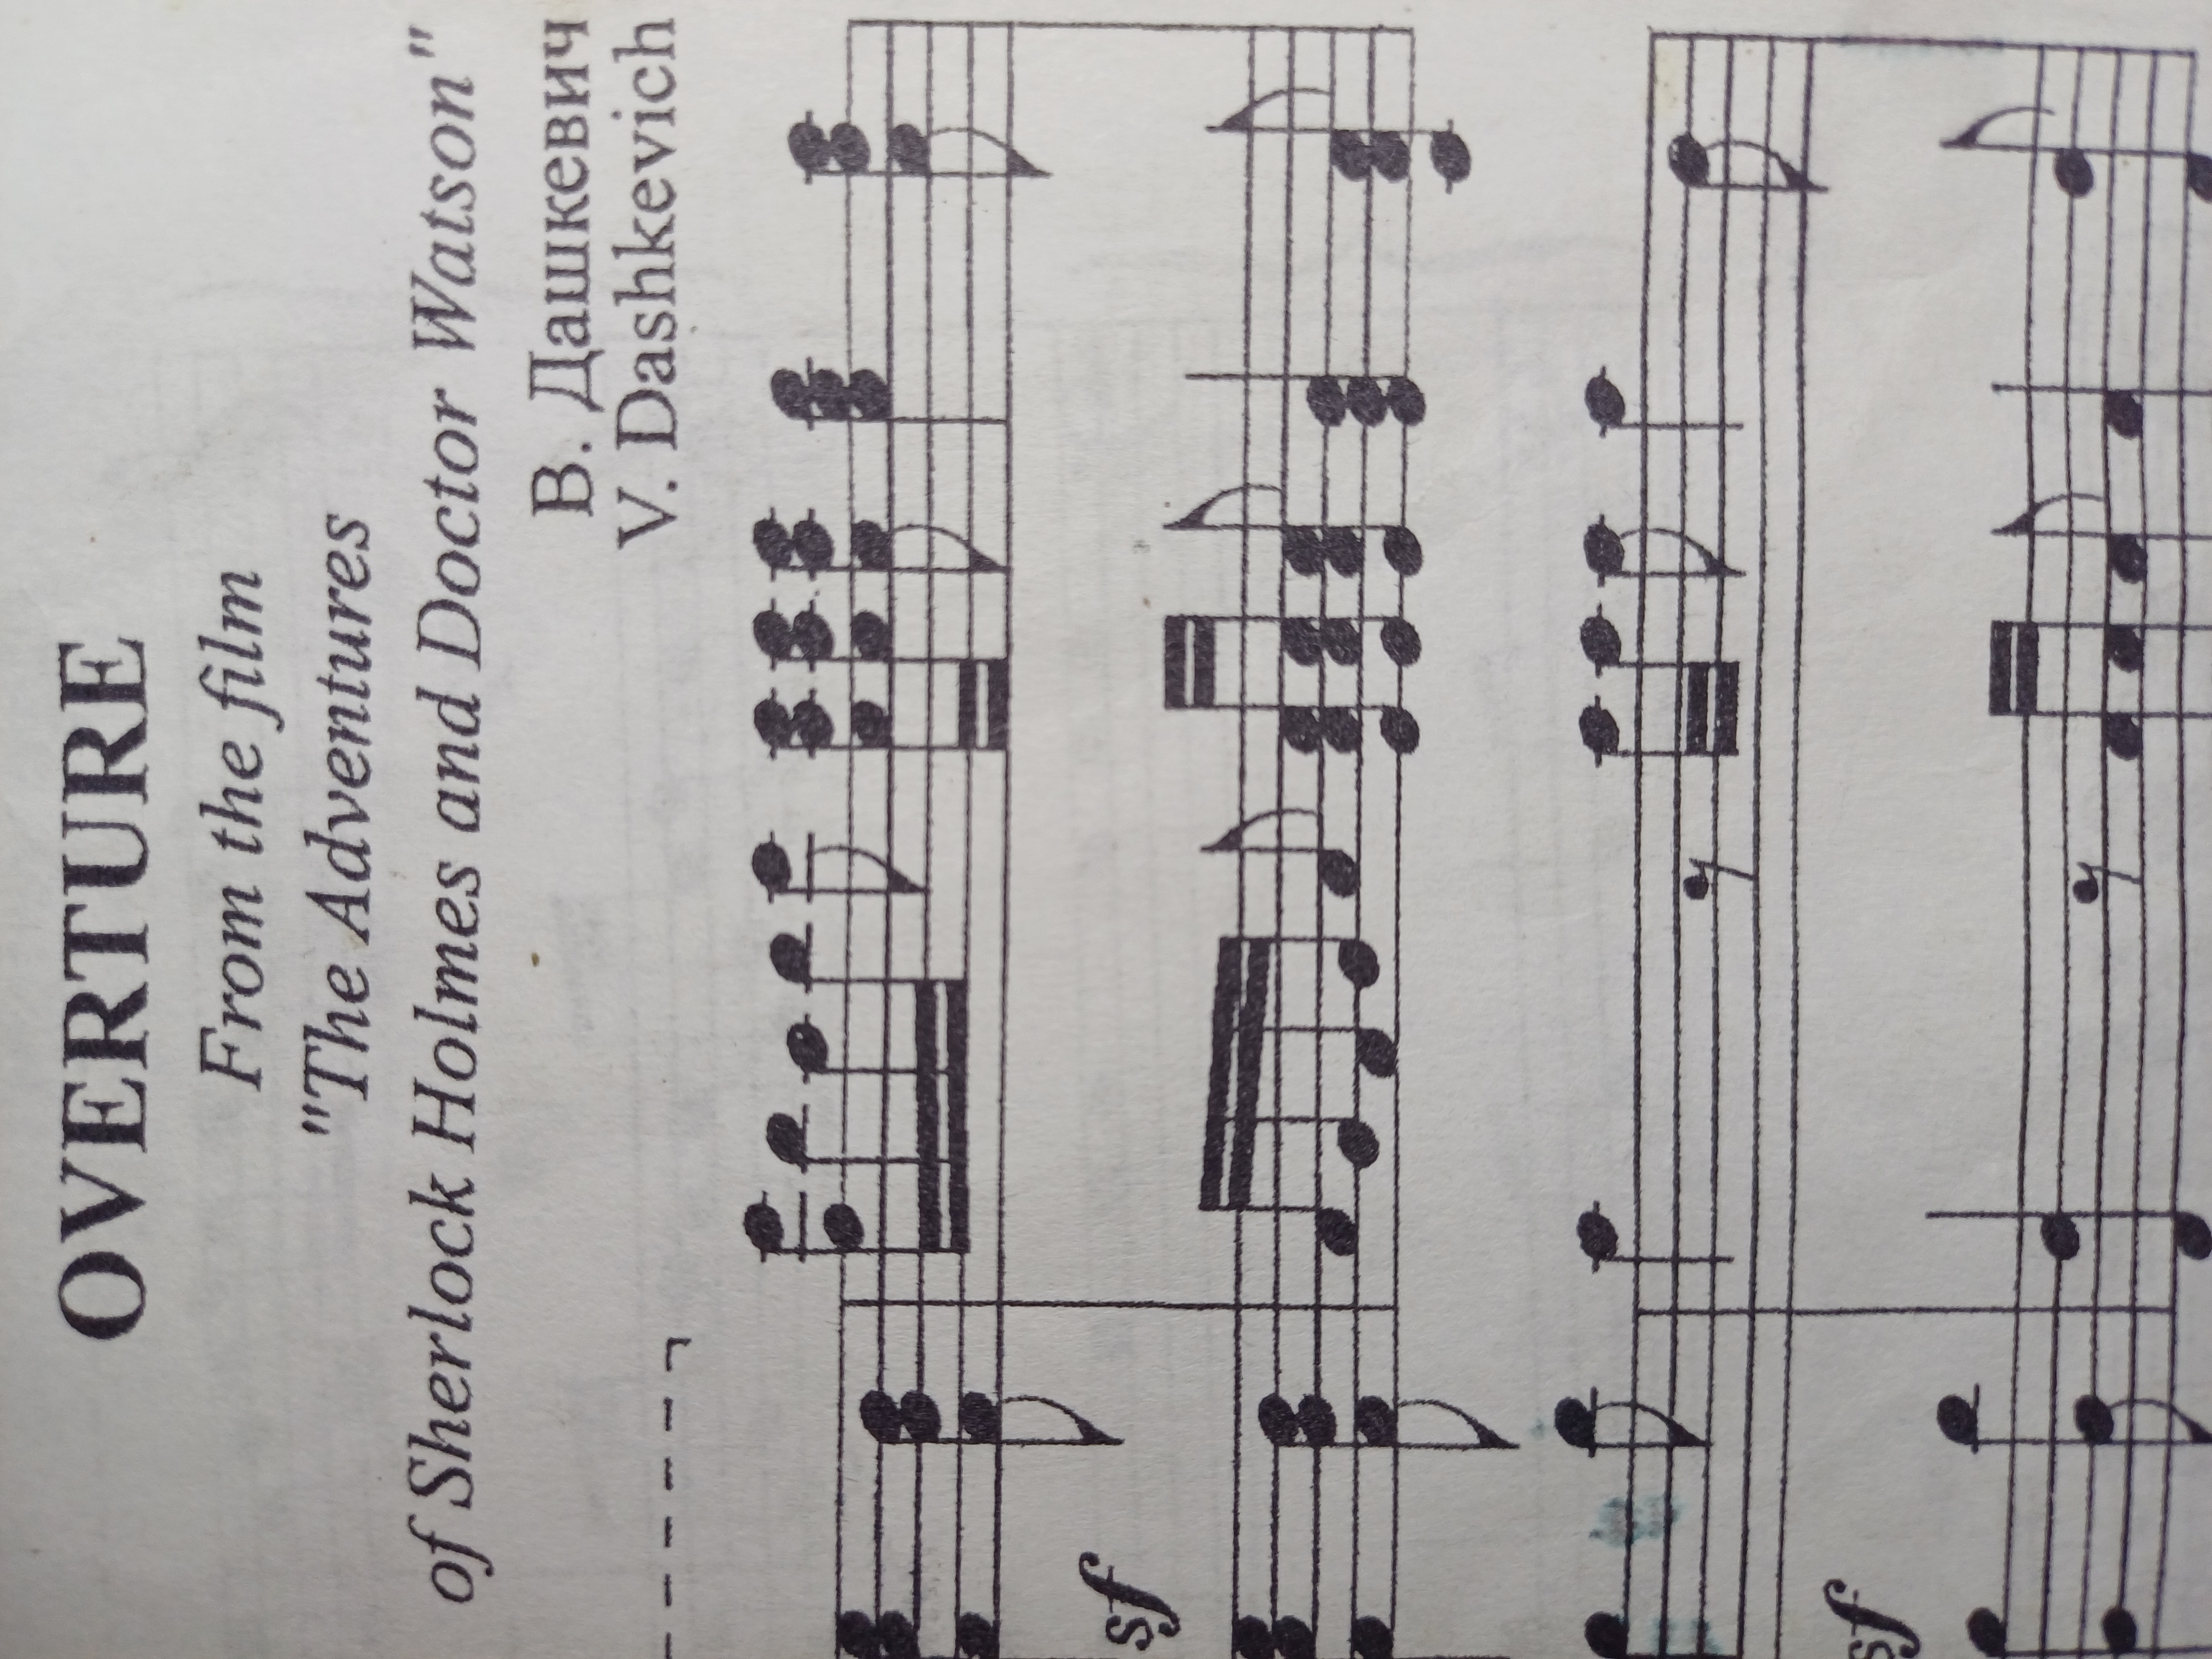 OVERTURE
From the film
"The Adventures
of Sherlock Holmes and Doctor Watson"
В. Дашкевич
V. Dashkevich
sf
sf